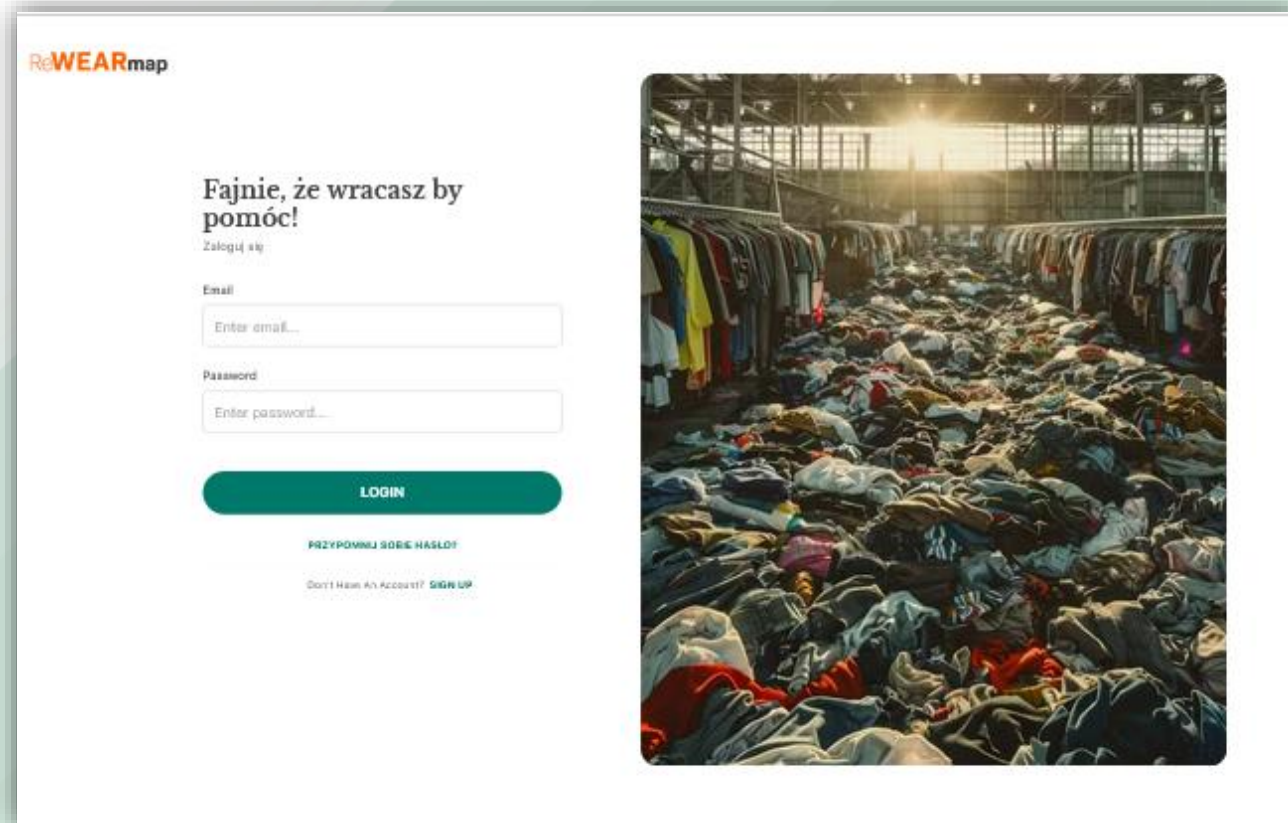 ReWEARmap
Fajnie, że wracasz by
pomóc!
Zaloguj się
Email
Enter email...
Password
Enter password...
LOGIN
PRZYPOMNIJ SOBIE HASŁO?
Don't Have An Account? SIGN UP